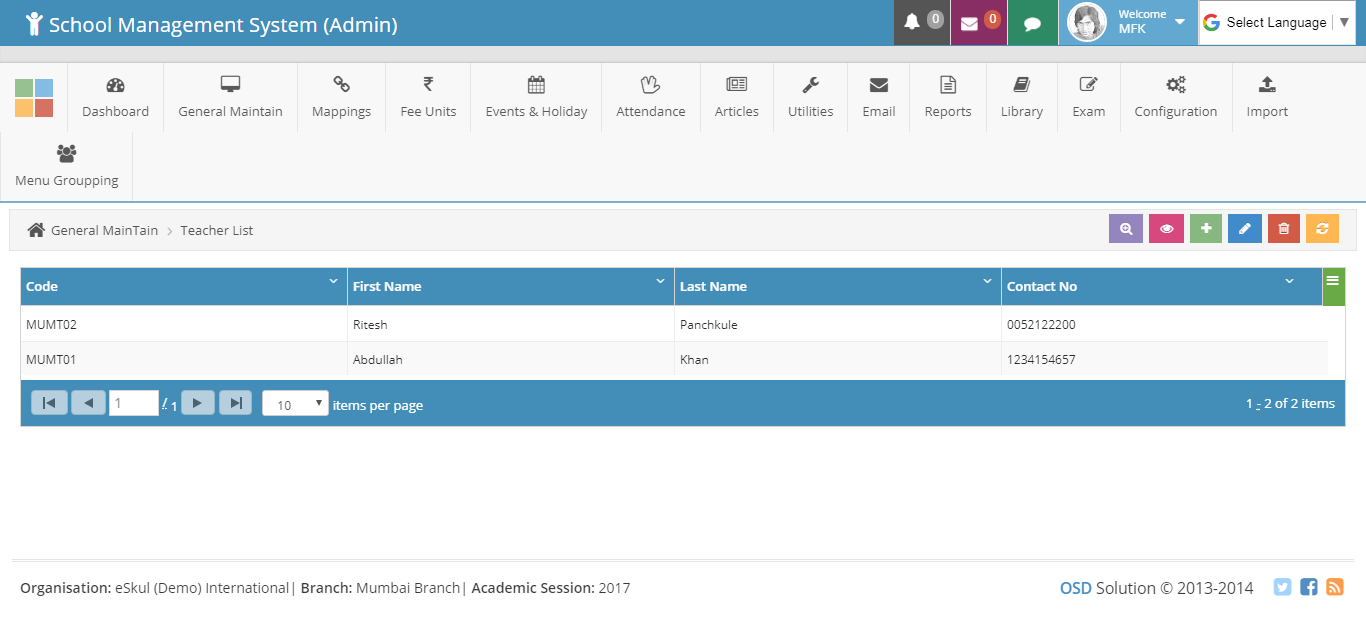 School Management System (Admin)
0
0
Welcome
MFK
Select Language
Dashboard
General Maintain
Mappings
Fee Units
Events & Holiday
Attendance
Articles
Utilities
Email
Reports
Library
Exam
Configuration
Import
Menu Groupping
General MainTain > Teacher List
Code First Name Last Name Contact No
MUMT02 Ritesh Panchkule 0052122200
MUMT01 Abdullah Khan 1234154657
1 / 1 10 items per page 1 - 2 of 2 items
Organisation: eSkul (Demo) International| Branch: Mumbai Branch| Academic Session: 2017
OSD Solution © 2013-2014